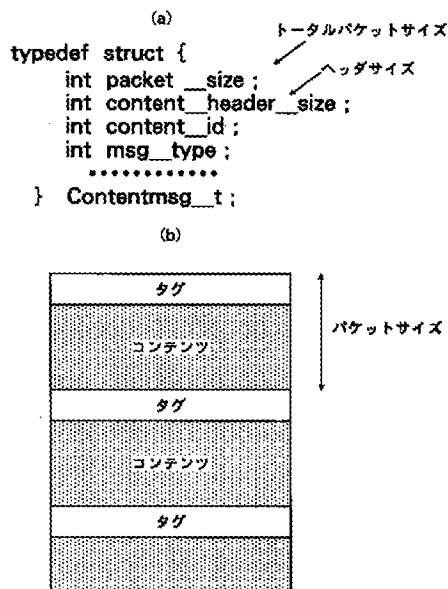 (a)
トータルパケットサイズ
typedef struct {
int packet__size ;
ヘッダサイズ
int content__header__size ;
int content__id ;
int msg__type ;
••••••••••••
} Contentmsg__t ;
(b)
タグ
コンテンツ
パケットサイズ
タグ
コンテンツ
タグ